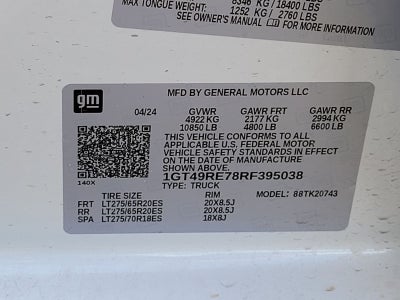 8346 KG / 18400 LBS
MAX TONGUE WEIGHT: 1252 KG / 2760 LBS
SEE OWNER'S MANUAL FOR MORE INFORMATION
MFD BY GENERAL MOTORS LLC
gm
04/24 GVWR GAWR FRT GAWR RR
4922 KG 2177 KG 2994 KG
10850 LB 4800 LB 6600 LB
THIS VEHICLE CONFORMS TO ALL
APPLICABLE U.S. FEDERAL MOTOR
VEHICLE SAFETY STANDARDS IN EFFECT
ON THE DATE OF MANUFACTURE
SHOWN ABOVE.
1GT49RE78RF395038
140X TYPE: TRUCK MODEL: 88TK20743
TIRE SIZE RIM
FRT LT275/65R20ES 20X8.5J
RR LT275/65R20ES 20X8.5J
SPA LT275/70R18ES 18X8J